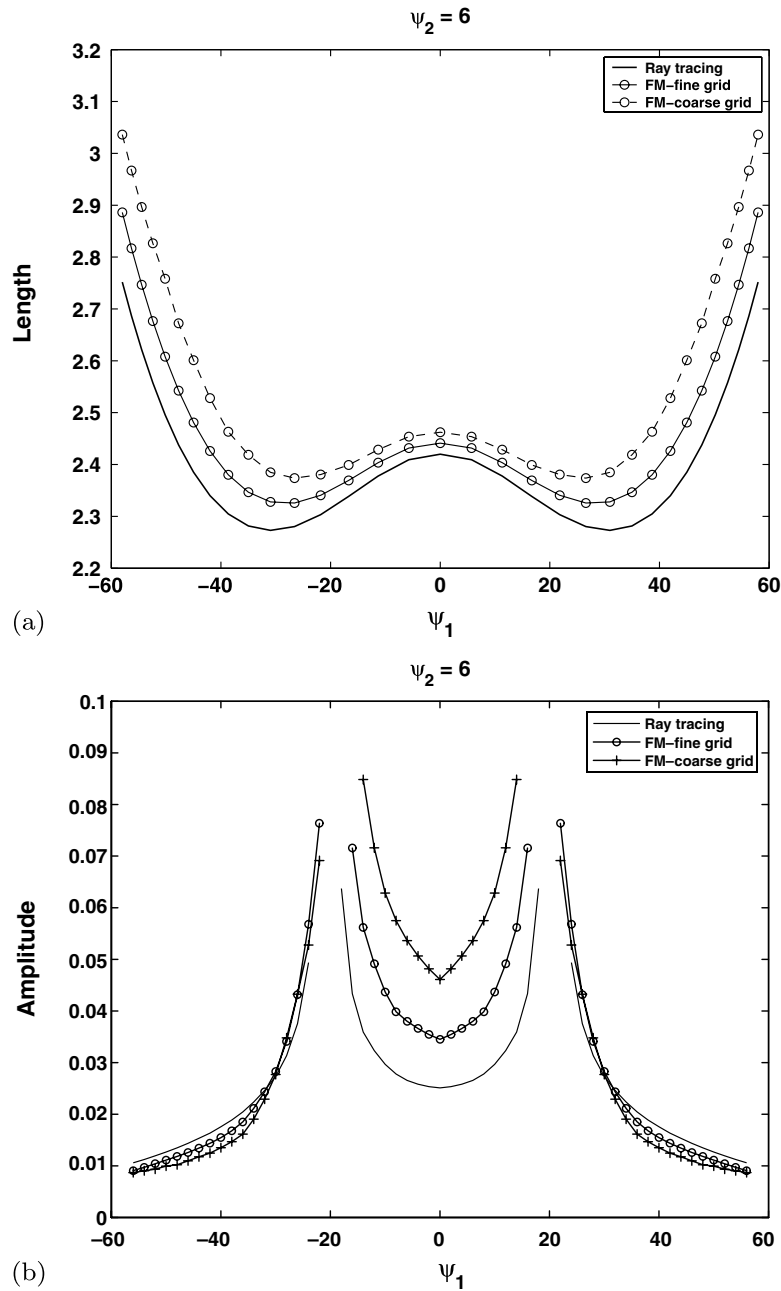 ψ2 = 6
3.2
3.1
3
2.9
2.8
2.7
2.6
2.5
2.4
2.3
2.2
Length
Ray tracing
FM−fine grid
FM−coarse grid
−60 −40 −20 0 20 40 60
ψ1
(a)
ψ2 = 6
0.1
0.09
0.08
0.07
0.06
0.05
0.04
0.03
0.02
0.01
0
Amplitude
Ray tracing
FM−fine grid
FM−coarse grid
−60 −40 −20 0 20 40 60
ψ1
(b)